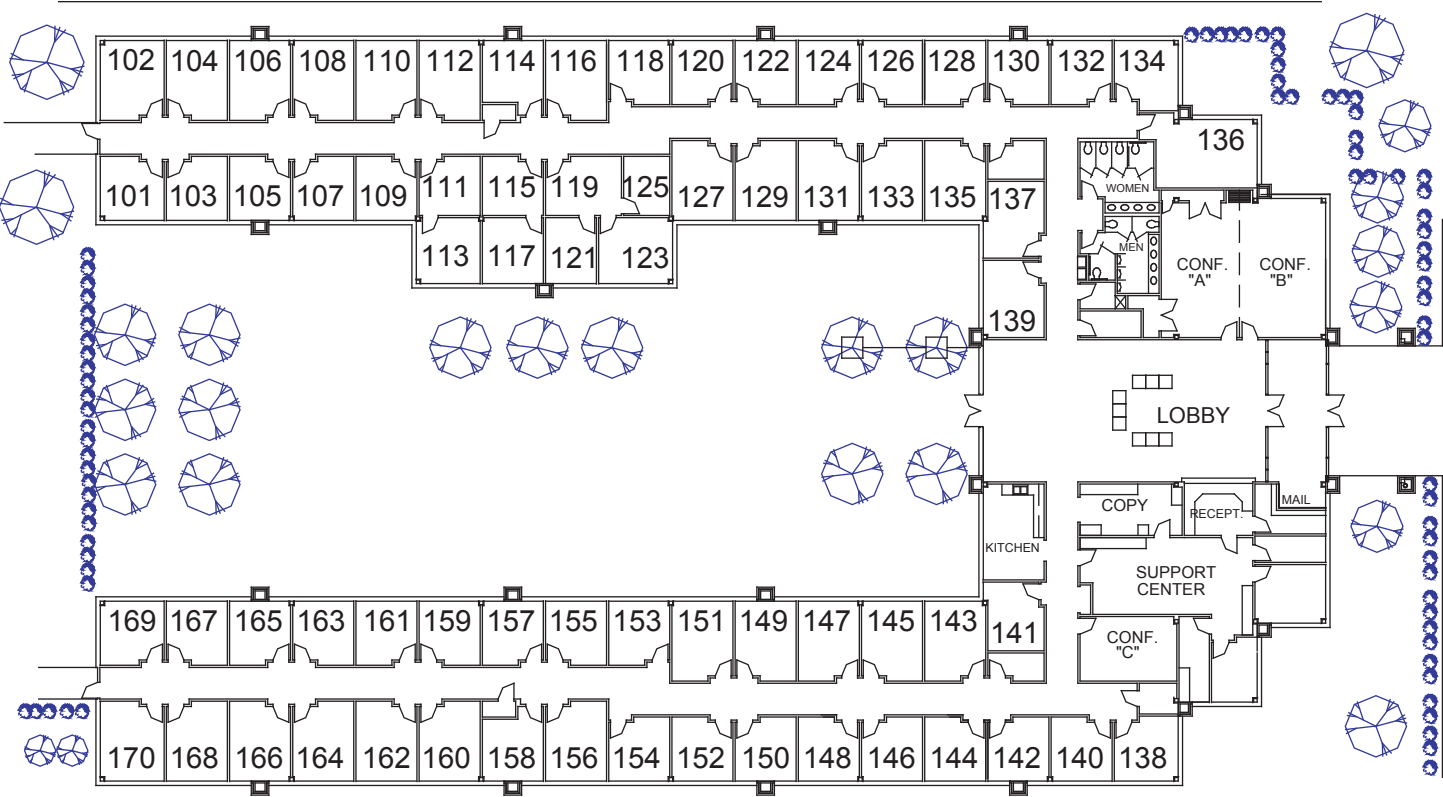 102 104 106 108 110 112 114 116 118 120 122 124 126 128 130 132 134
136
101 103 105 107 109 111 115 119 125 127 129 131 133 135 137
WOMEN
MEN
113 117 121 123
CONF.
"A"
CONF.
"B"
139
LOBBY
COPY
RECEPT.
MAIL
KITCHEN
SUPPORT
CENTER
169 167 165 163 161 159 157 155 153 151 149 147 145 143 141
CONF.
"C"
170 168 166 164 162 160 158 156 154 152 150 148 146 144 142 140 138